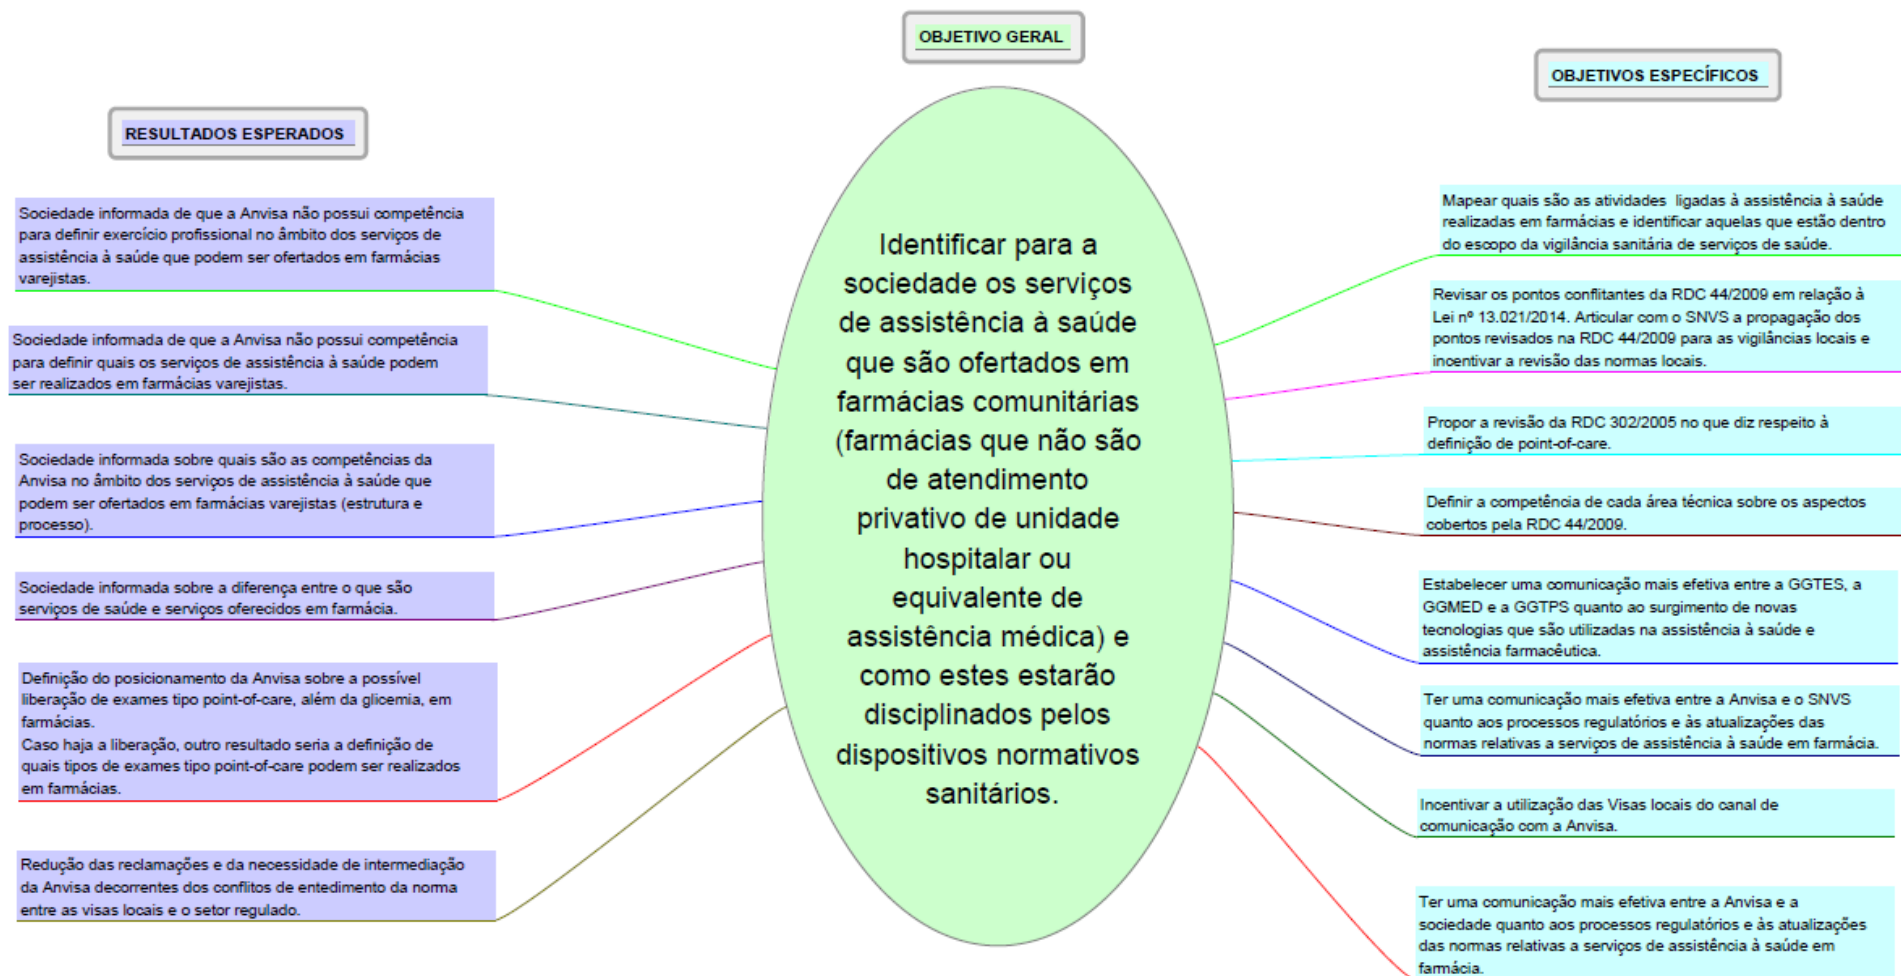 OBJETIVO GERAL
OBJETIVOS ESPECÍFICOS
RESULTADOS ESPERADOS
Sociedade informada de que a Anvisa não possui competência
para definir exercício profissional no âmbito dos serviços de
assistência à saúde que podem ser ofertados em farmácias
varejistas.
Sociedade informada de que a Anvisa não possui competência
para definir quais os serviços de assistência à saúde podem
ser realizados em farmácias varejistas.
Sociedade informada sobre quais são as competências da
Anvisa no âmbito dos serviços de assistência à saúde que
podem ser ofertados em farmácias varejistas (estrutura e
processo).
Sociedade informada sobre a diferença entre o que são
serviços de saúde e serviços oferecidos em farmácia.
Definição do posicionamento da Anvisa sobre a possível
liberação de exames tipo point-of-care, além da glicemia, em
farmácias.
Caso haja a liberação, outro resultado seria a definição de
quais tipos de exames tipo point-of-care podem ser realizados
em farmácias.
Redução das reclamações e da necessidade de intermediação
da Anvisa decorrentes dos conflitos de entedimento da norma
entre as visas locais e o setor regulado.
Identificar para a
sociedade os serviços
de assistência à saúde
que são ofertados em
farmácias comunitárias
(farmácias que não são
de atendimento
privativo de unidade
hospitalar ou
equivalente de
assistência médica) e
como estes estarão
disciplinados pelos
dispositivos normativos
sanitários.
Mapear quais são as atividades ligadas à assistência à saúde
realizadas em farmácias e identificar aquelas que estão dentro
do escopo da vigilância sanitária de serviços de saúde.
Revisar os pontos conflitantes da RDC 44/2009 em relação à
Lei nº 13.021/2014. Articular com o SNVS a propagação dos
pontos revisados na RDC 44/2009 para as vigilâncias locais e
incentivar a revisão das normas locais.
Propor a revisão da RDC 302/2005 no que diz respeito à
definição de point-of-care.
Definir a competência de cada área técnica sobre os aspectos
cobertos pela RDC 44/2009.
Estabelecer uma comunicação mais efetiva entre a GGTES, a
GGMED e a GGTPS quanto ao surgimento de novas
tecnologias que são utilizadas na assistência à saúde e
assistência farmacêutica.
Ter uma comunicação mais efetiva entre a Anvisa e o SNVS
quanto aos processos regulatórios e às atualizações das
normas relativas a serviços de assistência à saúde em farmácia.
Incentivar a utilização das Visas locais do canal de
comunicação com a Anvisa.
Ter uma comunicação mais efetiva entre a Anvisa e a
sociedade quanto aos processos regulatórios e às atualizações
das normas relativas a serviços de assistência à saúde em
farmácia.